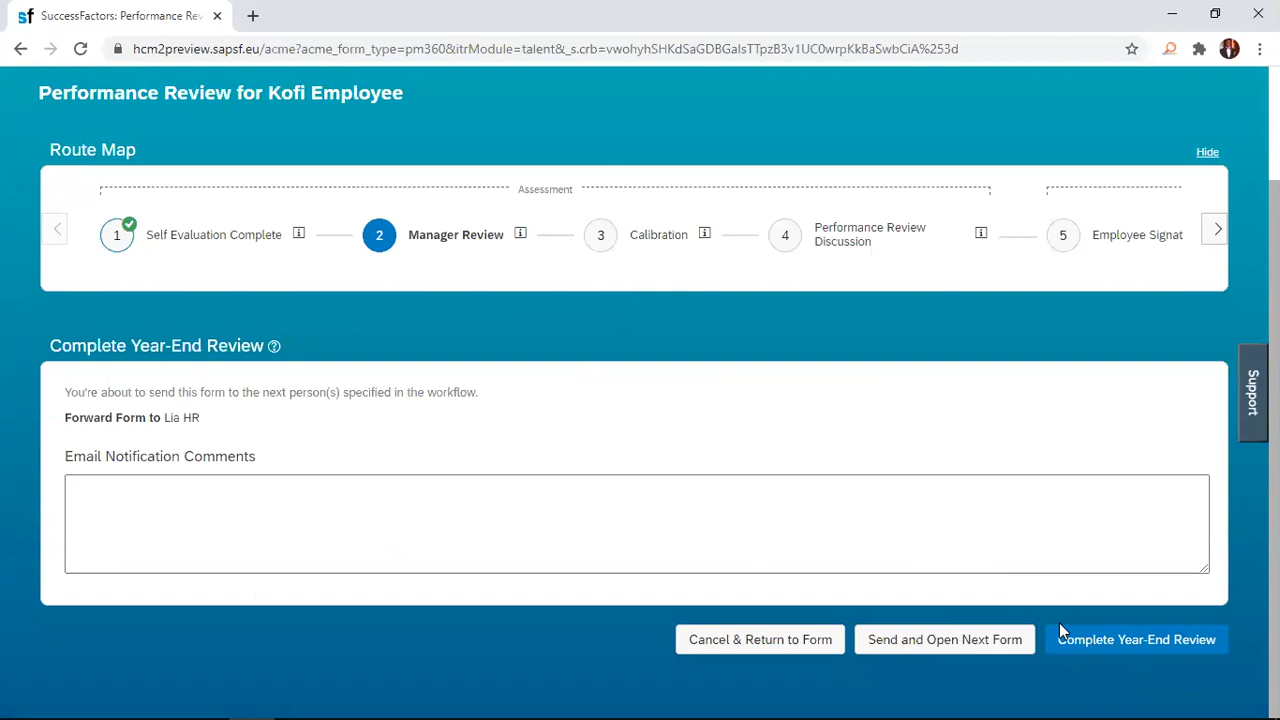 SuccessFactors: Performance Rev
hcm2preview.sapsf.eu/acme?acme_form_type=pm360&itrModule=talent&_s.crb=vwohyhSHKdSaGDBGalsTTpzB3v1UC0wrpKkBaSwbCiA%253d
Performance Review for Kofi Employee
Route Map
Hide
Assessment
1 Self Evaluation Complete
2 Manager Review
3 Calibration
4 Performance Review
Discussion
5 Employee Signat
Complete Year-End Review
You're about to send this form to the next person(s) specified in the workflow.
Forward Form to Lia HR
Support
Email Notification Comments
Cancel & Return to Form
Send and Open Next Form
Complete Year-End Review